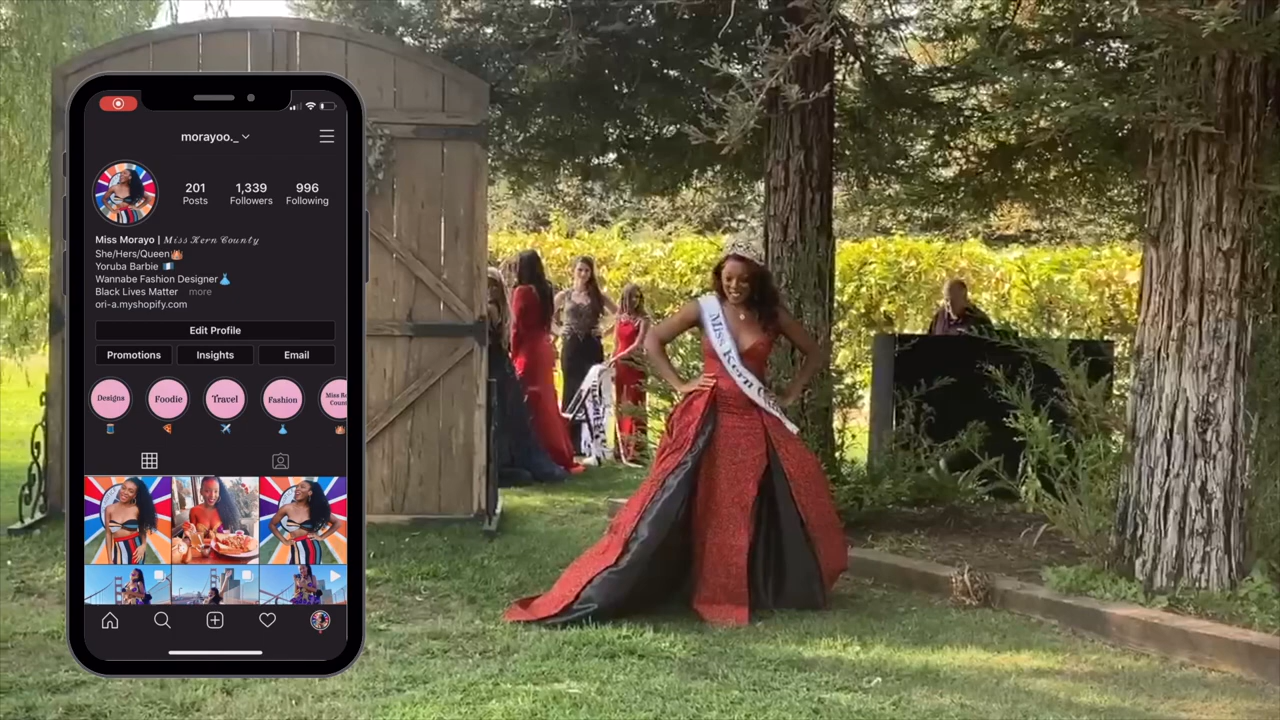 morayoo._
201
1,339
996
Posts
Followers
Following
Miss Morayo | Miss Kern County
She/Hers/Queen
Yoruba Barbie
Wannabe Fashion Designer
Black Lives Matter more
ori-a.myshopify.com
Edit Profile
Promotions
Insights
Email
Designs
Foodie
Travel
Fashion
Miss Kern